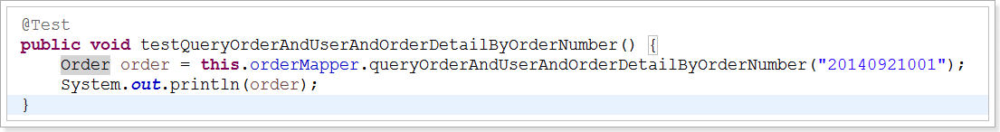 @Test
public void testQueryOrderAndUserAndOrderDetailByOrderNumber() {
Order order = this.orderMapper.queryOrderAndUserAndOrderDetailByOrderNumber("20140921001");
System.out.println(order);
}